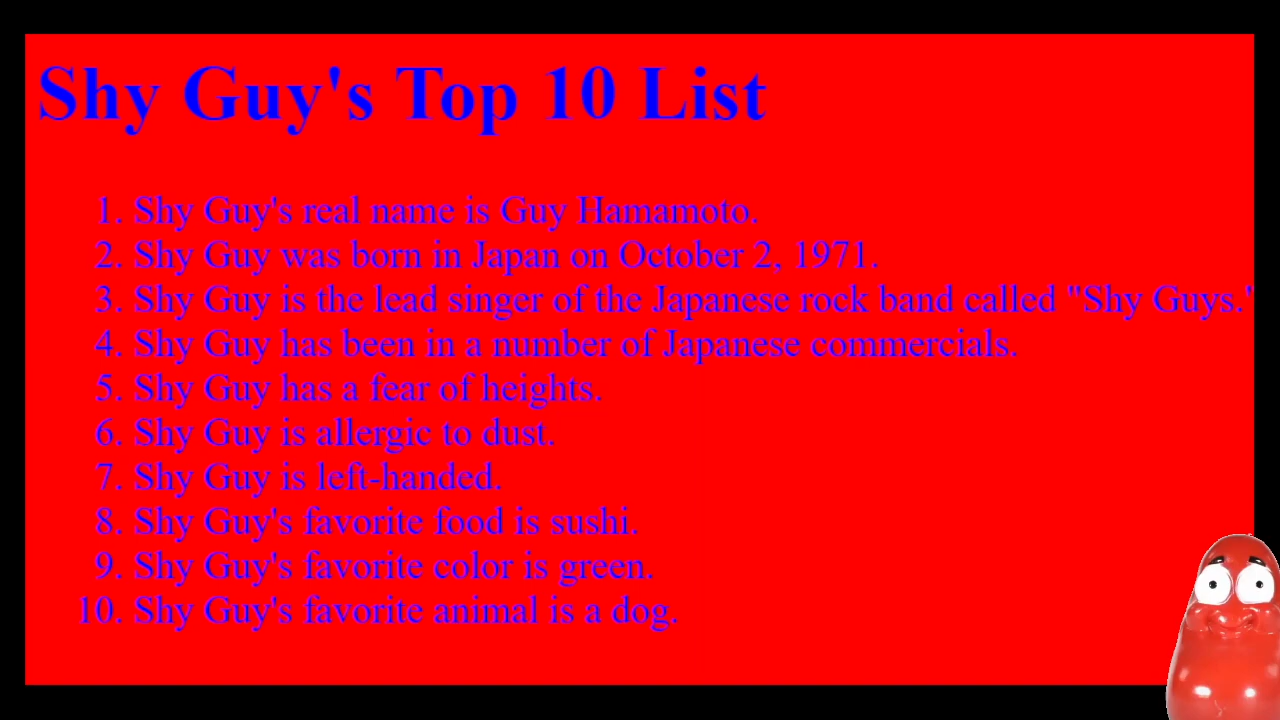 Shy Guy's Top 10 List
1. Shy Guy's real name is Guy Hamamoto.
2. Shy Guy was born in Japan on October 2, 1971.
3. Shy Guy is the lead singer of the Japanese rock band called "Shy Guys."
4. Shy Guy has been in a number of Japanese commercials.
5. Shy Guy has a fear of heights.
6. Shy Guy is allergic to dust.
7. Shy Guy is left-handed.
8. Shy Guy's favorite food is sushi.
9. Shy Guy's favorite color is green.
10. Shy Guy's favorite animal is a dog.